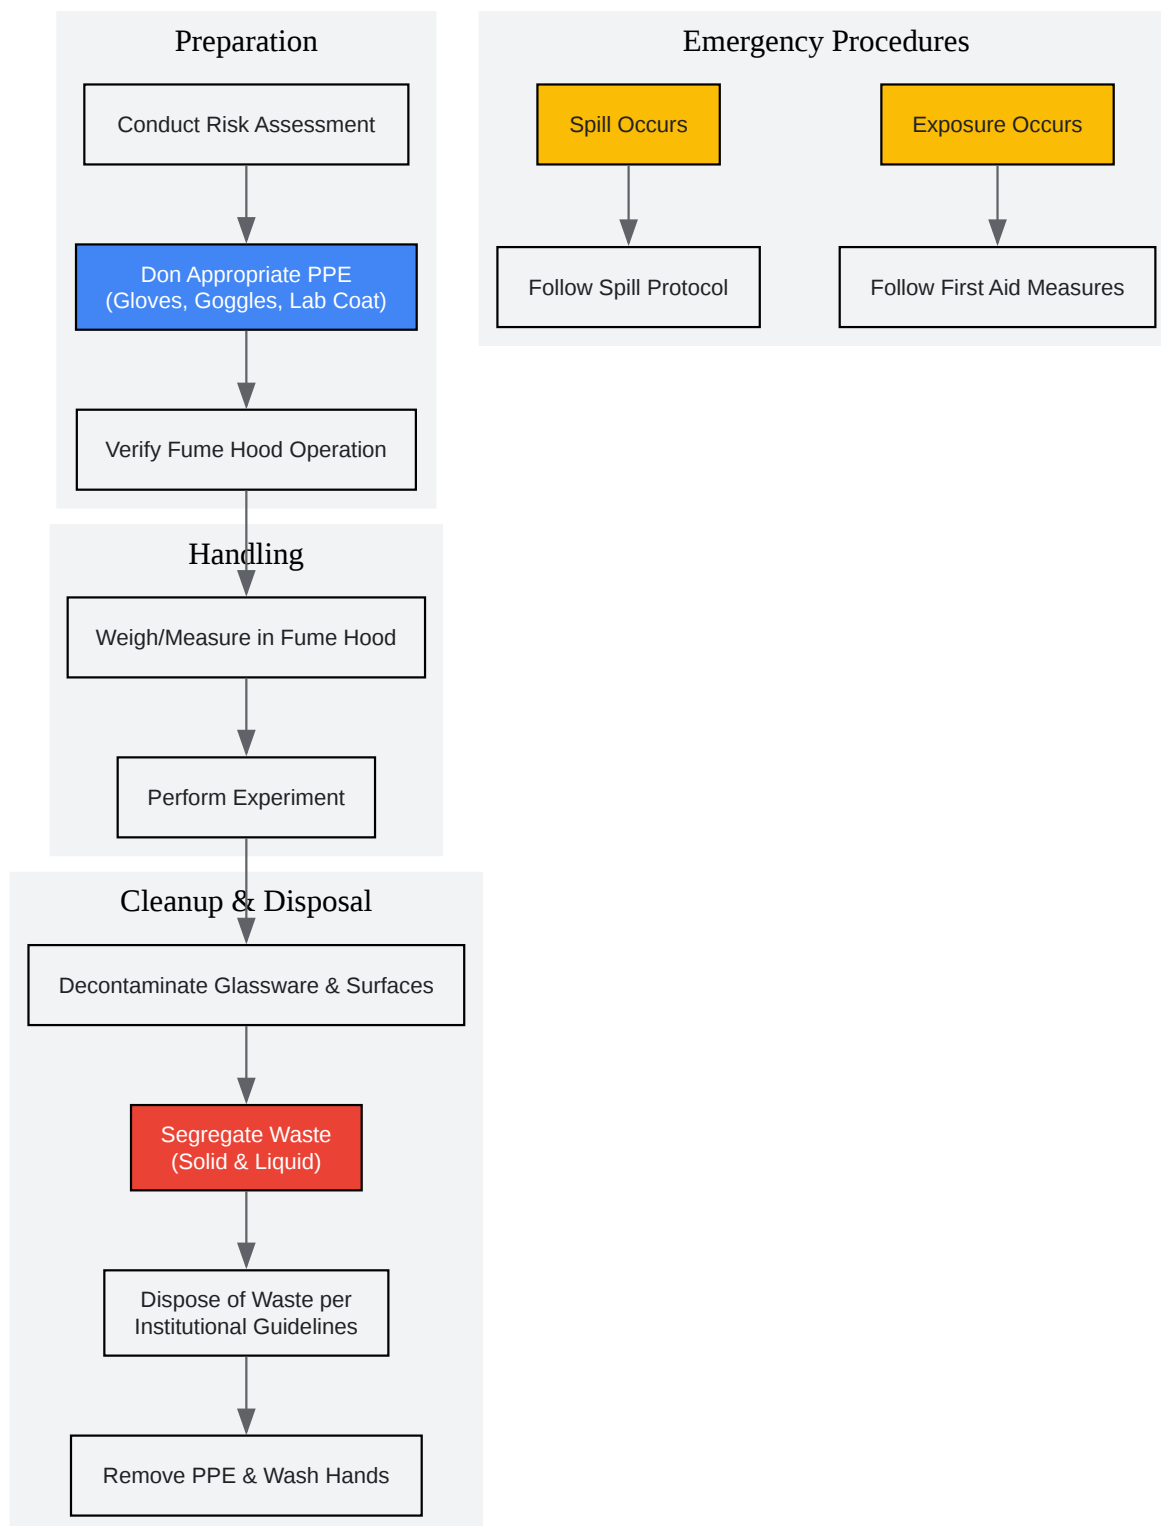 Preparation
Conduct Risk Assessment
Don Appropriate PPE
(Gloves, Goggles, Lab Coat)
Verify Fume Hood Operation
Handling
Weigh/Measure in Fume Hood
Perform Experiment
Cleanup & Disposal
Decontaminate Glassware & Surfaces
Segregate Waste
(Solid & Liquid)
Dispose of Waste per
Institutional Guidelines
Remove PPE & Wash Hands
Emergency Procedures
Spill Occurs
Follow Spill Protocol
Exposure Occurs
Follow First Aid Measures